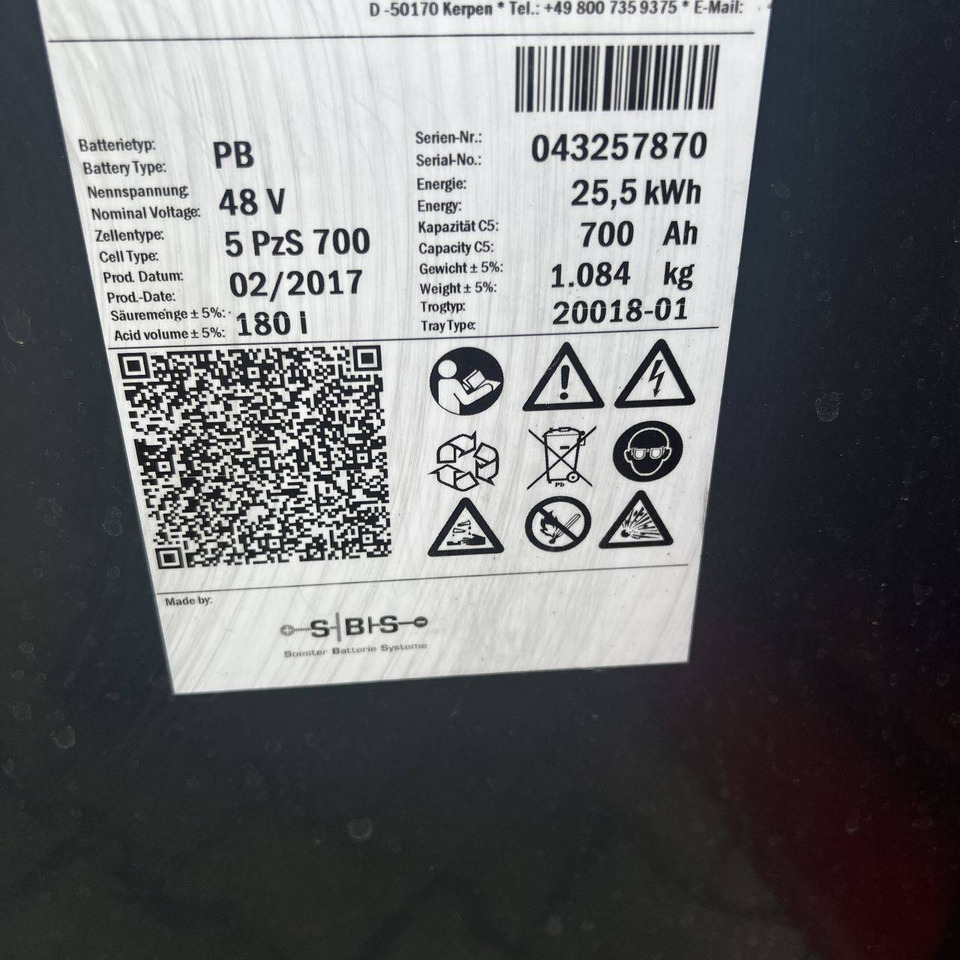 D -50170 Kerpen * Tel.: +49 800 735 9375 * E-Mail:
Batterietyp:
Battery Type: PB
Nennspannung:
Nominal Voltage: 48 V
Zellentype:
Cell Type: 5 PzS 700
Prod. Datum:
Prod.-Date: 02/2017
Säuremenge ± 5%:
Acid volume ± 5%: 180 l
Serien-Nr.:
Serial-No.: 043257870
Energie:
Energy: 25,5 kWh
Kapazität C5:
Capacity C5: 700 Ah
Gewicht ± 5%:
Weight ± 5%: 1.084 kg
Trogtyp:
Tray Type: 20018-01
Pb
Made by:
S-BI-S
Soester Batterie Systeme